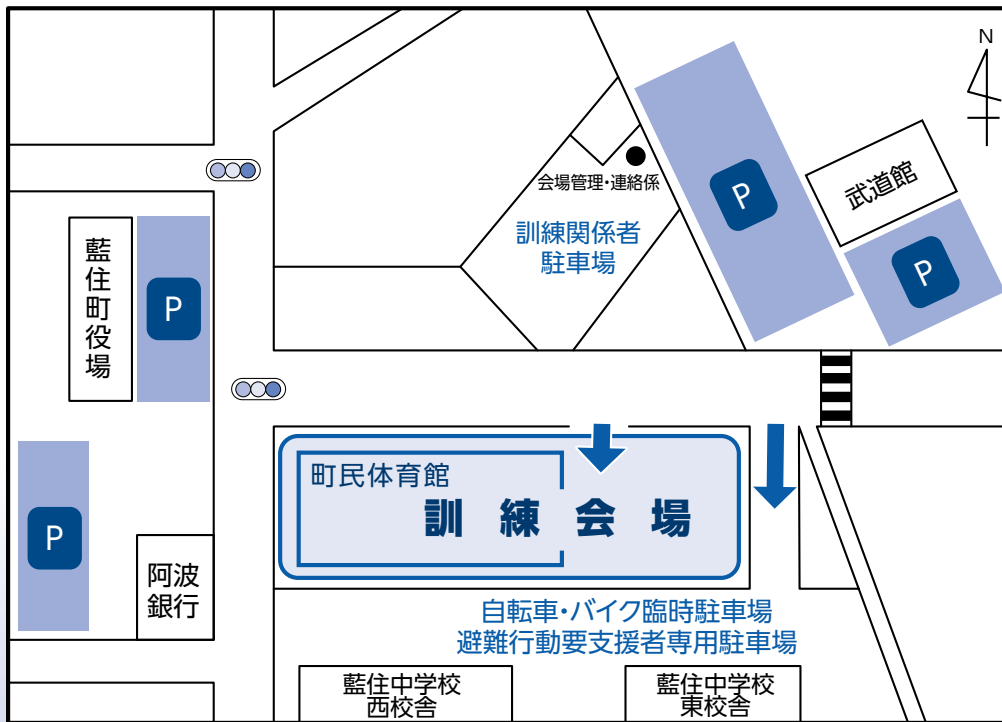 N
会場管理・連絡係
訓練関係者
駐車場
P
武道館
P
藍住町役場
P
P
阿波
銀行
町民体育館
訓練会場
自転車・バイク臨時駐車場
避難行動要支援者専用駐車場
藍住中学校
西校舎
藍住中学校
東校舎